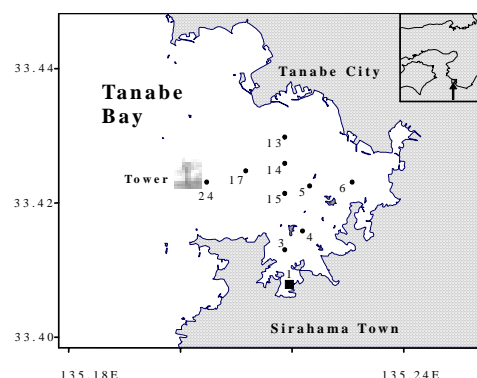 33.44
Tanabe City
Tanabe
Bay
13
14
Tower
17
24
15
5
6
33.42
3
4
1
Sirahama Town
33.40
135.18E
135.24E